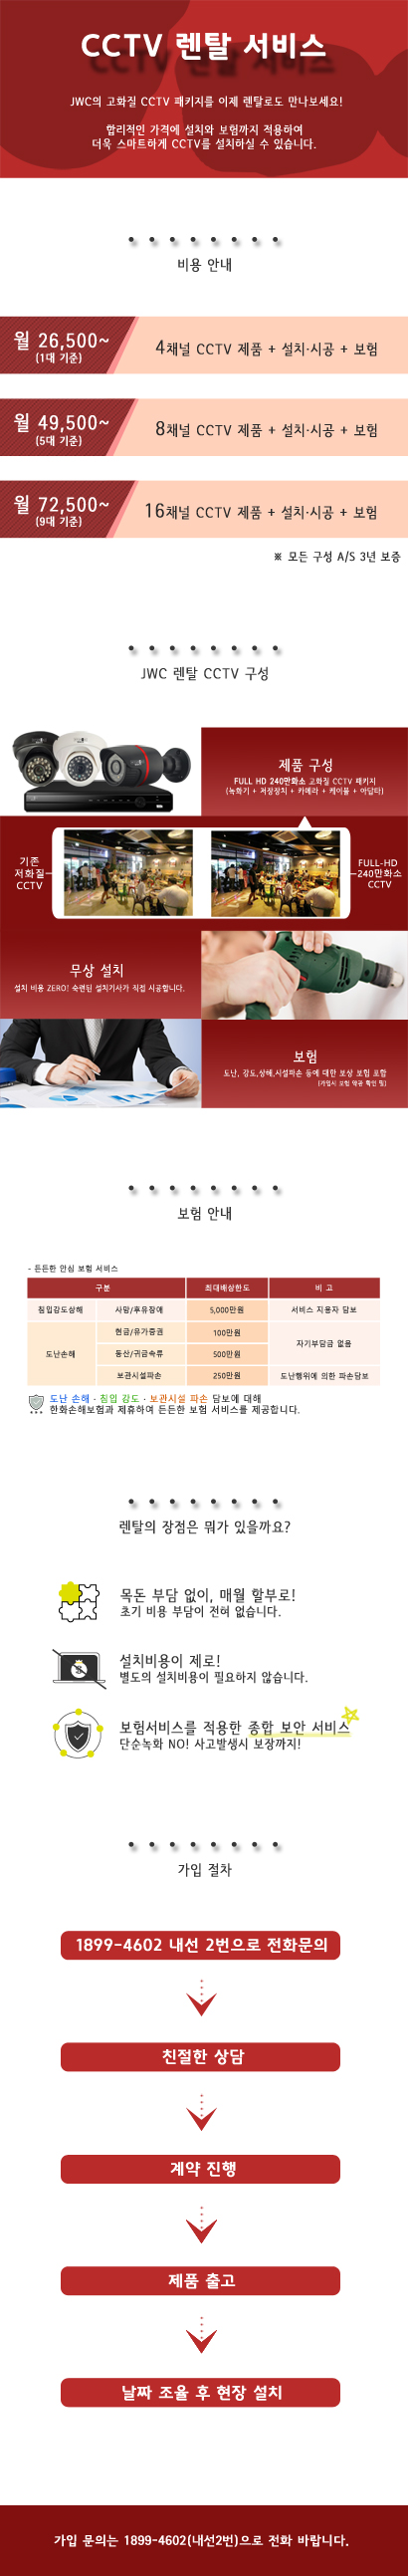 CCTV 렌탈 서비스
JWC의 고화질 CCTV 패키지를 이제 렌탈로도 만나보세요!
합리적인 가격에 설치와 보험까지 적용하여
더욱 스마트하게 CCTV를 설치하실 수 있습니다.
비용 안내
월 26,500~
(1대 기준)
4채널 CCTV 제품 + 설치·시공 + 보험
월 49,500~
(5대 기준)
8채널 CCTV 제품 + 설치·시공 + 보험
월 72,500~
(9대 기준)
16채널 CCTV 제품 + 설치·시공 + 보험
※ 모든 구성 A/S 3년 보증
JWC 렌탈 CCTV 구성
제품 구성
FULL HD 240만화소 고화질 CCTV 패키지
(녹화기 + 저장장치 + 카메라 + 케이블 + 아답타)
기존
저화질
CCTV
FULL-HD
240만화소
CCTV
무상 설치
설치 비용 ZERO! 숙련된 설치기사가 직접 시공합니다.
보험
도난, 강도,상해,시설파손 등에 대한 보상 보험 포함
(가입시 보험 약관 확인 필)
보험 안내
- 든든한 안심 보험 서비스
구분 최대배상한도 비 고
침입강도상해 사망/후유장애 5,000만원 서비스 지용자 담보
도난손해 현금/유가증권 100만원 자기부담금 없음
동산/귀금속류 500만원
보관시설파손 250만원 도난행위에 의한 파손담보
도난 손해 · 침입 강도 · 보관시설 파손 담보에 대해
한화손해보험과 제휴하여 든든한 보험 서비스를 제공합니다.
렌탈의 장점은 뭐가 있을까요?
목돈 부담 없이, 매월 할부로!
초기 비용 부담이 전혀 없습니다.
설치비용이 제로!
별도의 설치비용이 필요하지 않습니다.
보험서비스를 적용한 종합 보안 서비스
단순녹화 NO! 사고발생시 보장까지!
가입 절차
1899-4602 내선 2번으로 전화문의
친절한 상담
계약 진행
제품 출고
날짜 조율 후 현장 설치
가입 문의는 1899-4602(내선2번)으로 전화 바랍니다.